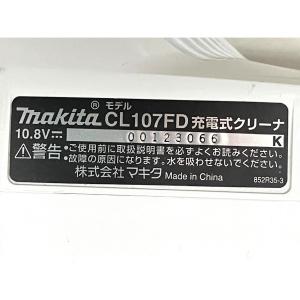 モデル
makita® CL107FD 充電式クリーナ
10.8V⎓ 00123066 K
⚠警告 •ご使用前に取扱説明書を必ずよくお読みください。
故障の原因になります。水を吸わせないでください。
株式会社マキタ Made in China
852R35-3